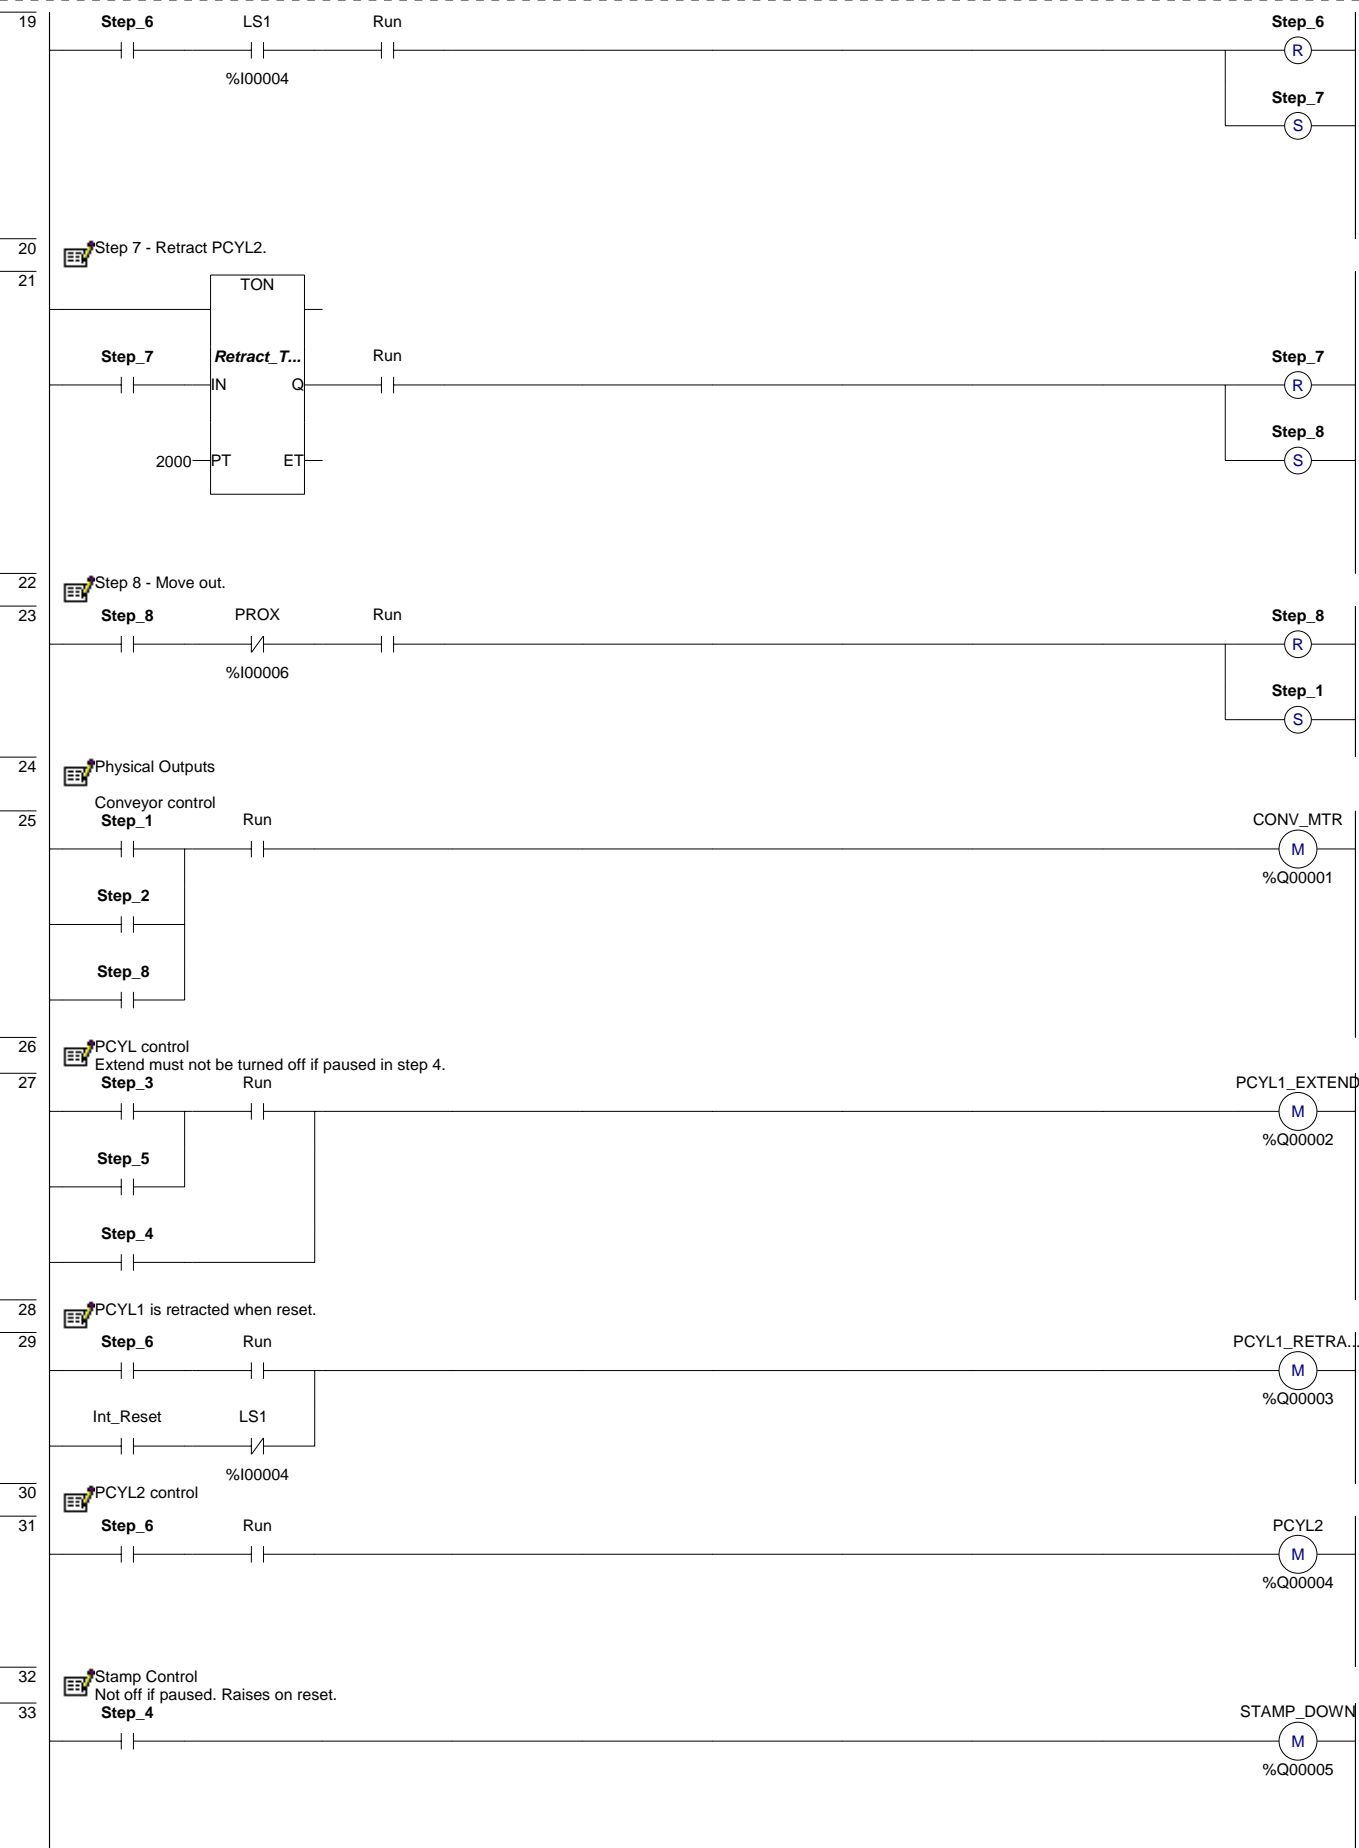 19 Step_6 LS1 Run Step_6
R
%I00004
Step_7
S
20 Step 7 - Retract PCYL2.
21 TON
Step_7 Retract_T... Run Step_7
IN Q R
Step_8
2000 PT ET S
22 Step 8 - Move out.
23 Step_8 PROX Run Step_8
R
%I00006
Step_1
S
24 Physical Outputs
Conveyor control
25 Step_1 Run CONV_MTR
M
%Q00001
Step_2
Step_8
26 PCYL control
Extend must not be turned off if paused in step 4.
27 Step_3 Run PCYL1_EXTEND
M
%Q00002
Step_5
Step_4
28 PCYL1 is retracted when reset.
29 Step_6 Run PCYL1_RETRA...
M
%Q00003
Int_Reset LS1
%I00004
30 PCYL2 control
31 Step_6 Run PCYL2
M
%Q00004
32 Stamp Control
Not off if paused. Raises on reset.
33 Step_4 STAMP_DOWN
M
%Q00005